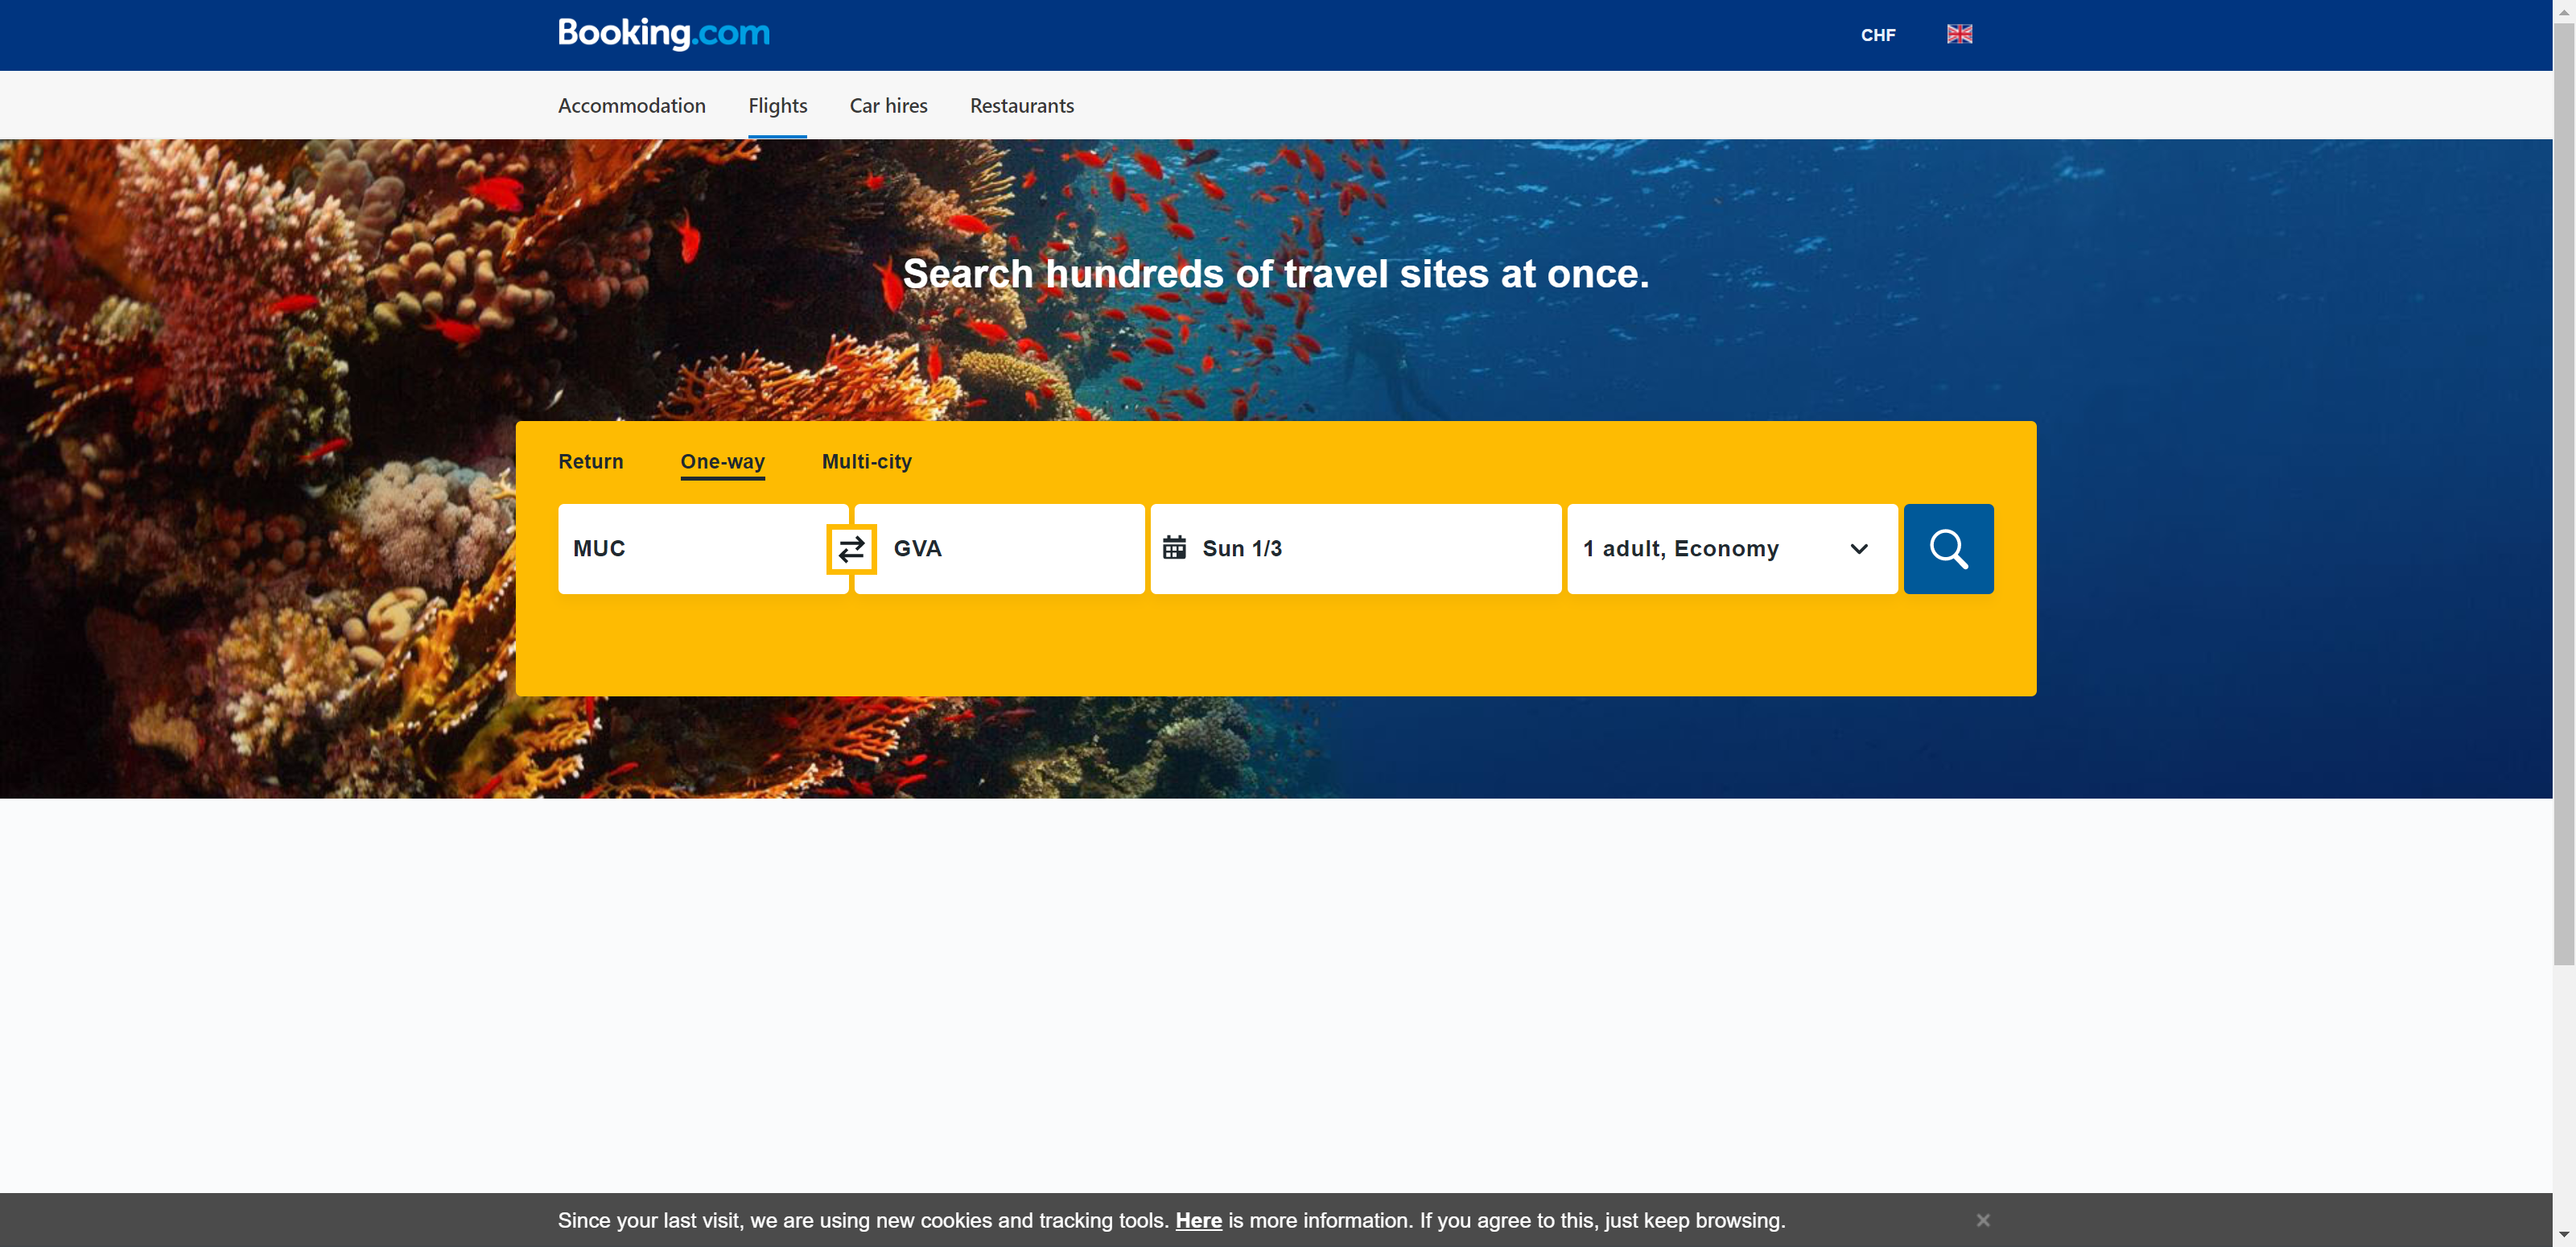 Booking.com
CHF
Accommodation Flights Car hires Restaurants
Search hundreds of travel sites at once.
Return One-way Multi-city
MUC GVA Sun 1/3 1 adult, Economy
Since your last visit, we are using new cookies and tracking tools. Here is more information. If you agree to this, just keep browsing.